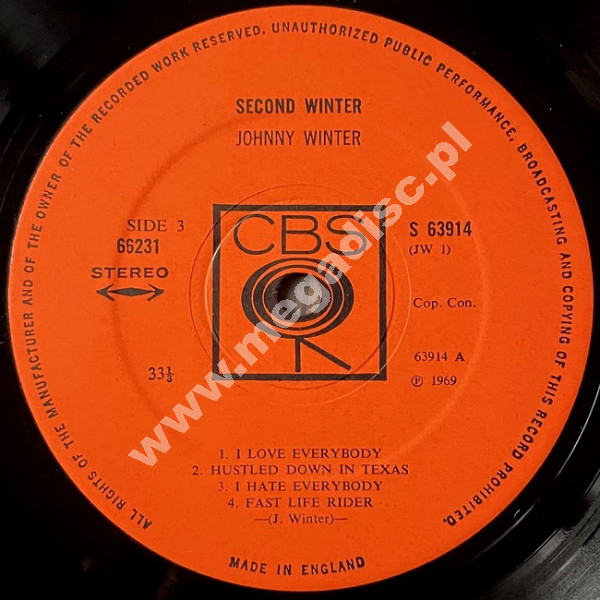 ALL RIGHTS OF THE MANUFACTURER AND OF THE OWNER OF THE RECORDED WORK RESERVED. UNAUTHORIZED PUBLIC PERFORMANCE, BROADCASTING AND COPYING OF THIS RECORD PROHIBITED.
SECOND WINTER
JOHNNY WINTER
SIDE 3
66231
STEREO
33⅓
CBS
S 63914
(JW 1)
Cop. Con.
63914 A
Ⓟ 1969
1. I LOVE EVERYBODY
2. HUSTLED DOWN IN TEXAS
3. I HATE EVERYBODY
4. FAST LIFE RIDER
—(J. Winter)—
MADE IN ENGLAND
www.megadisc.pl